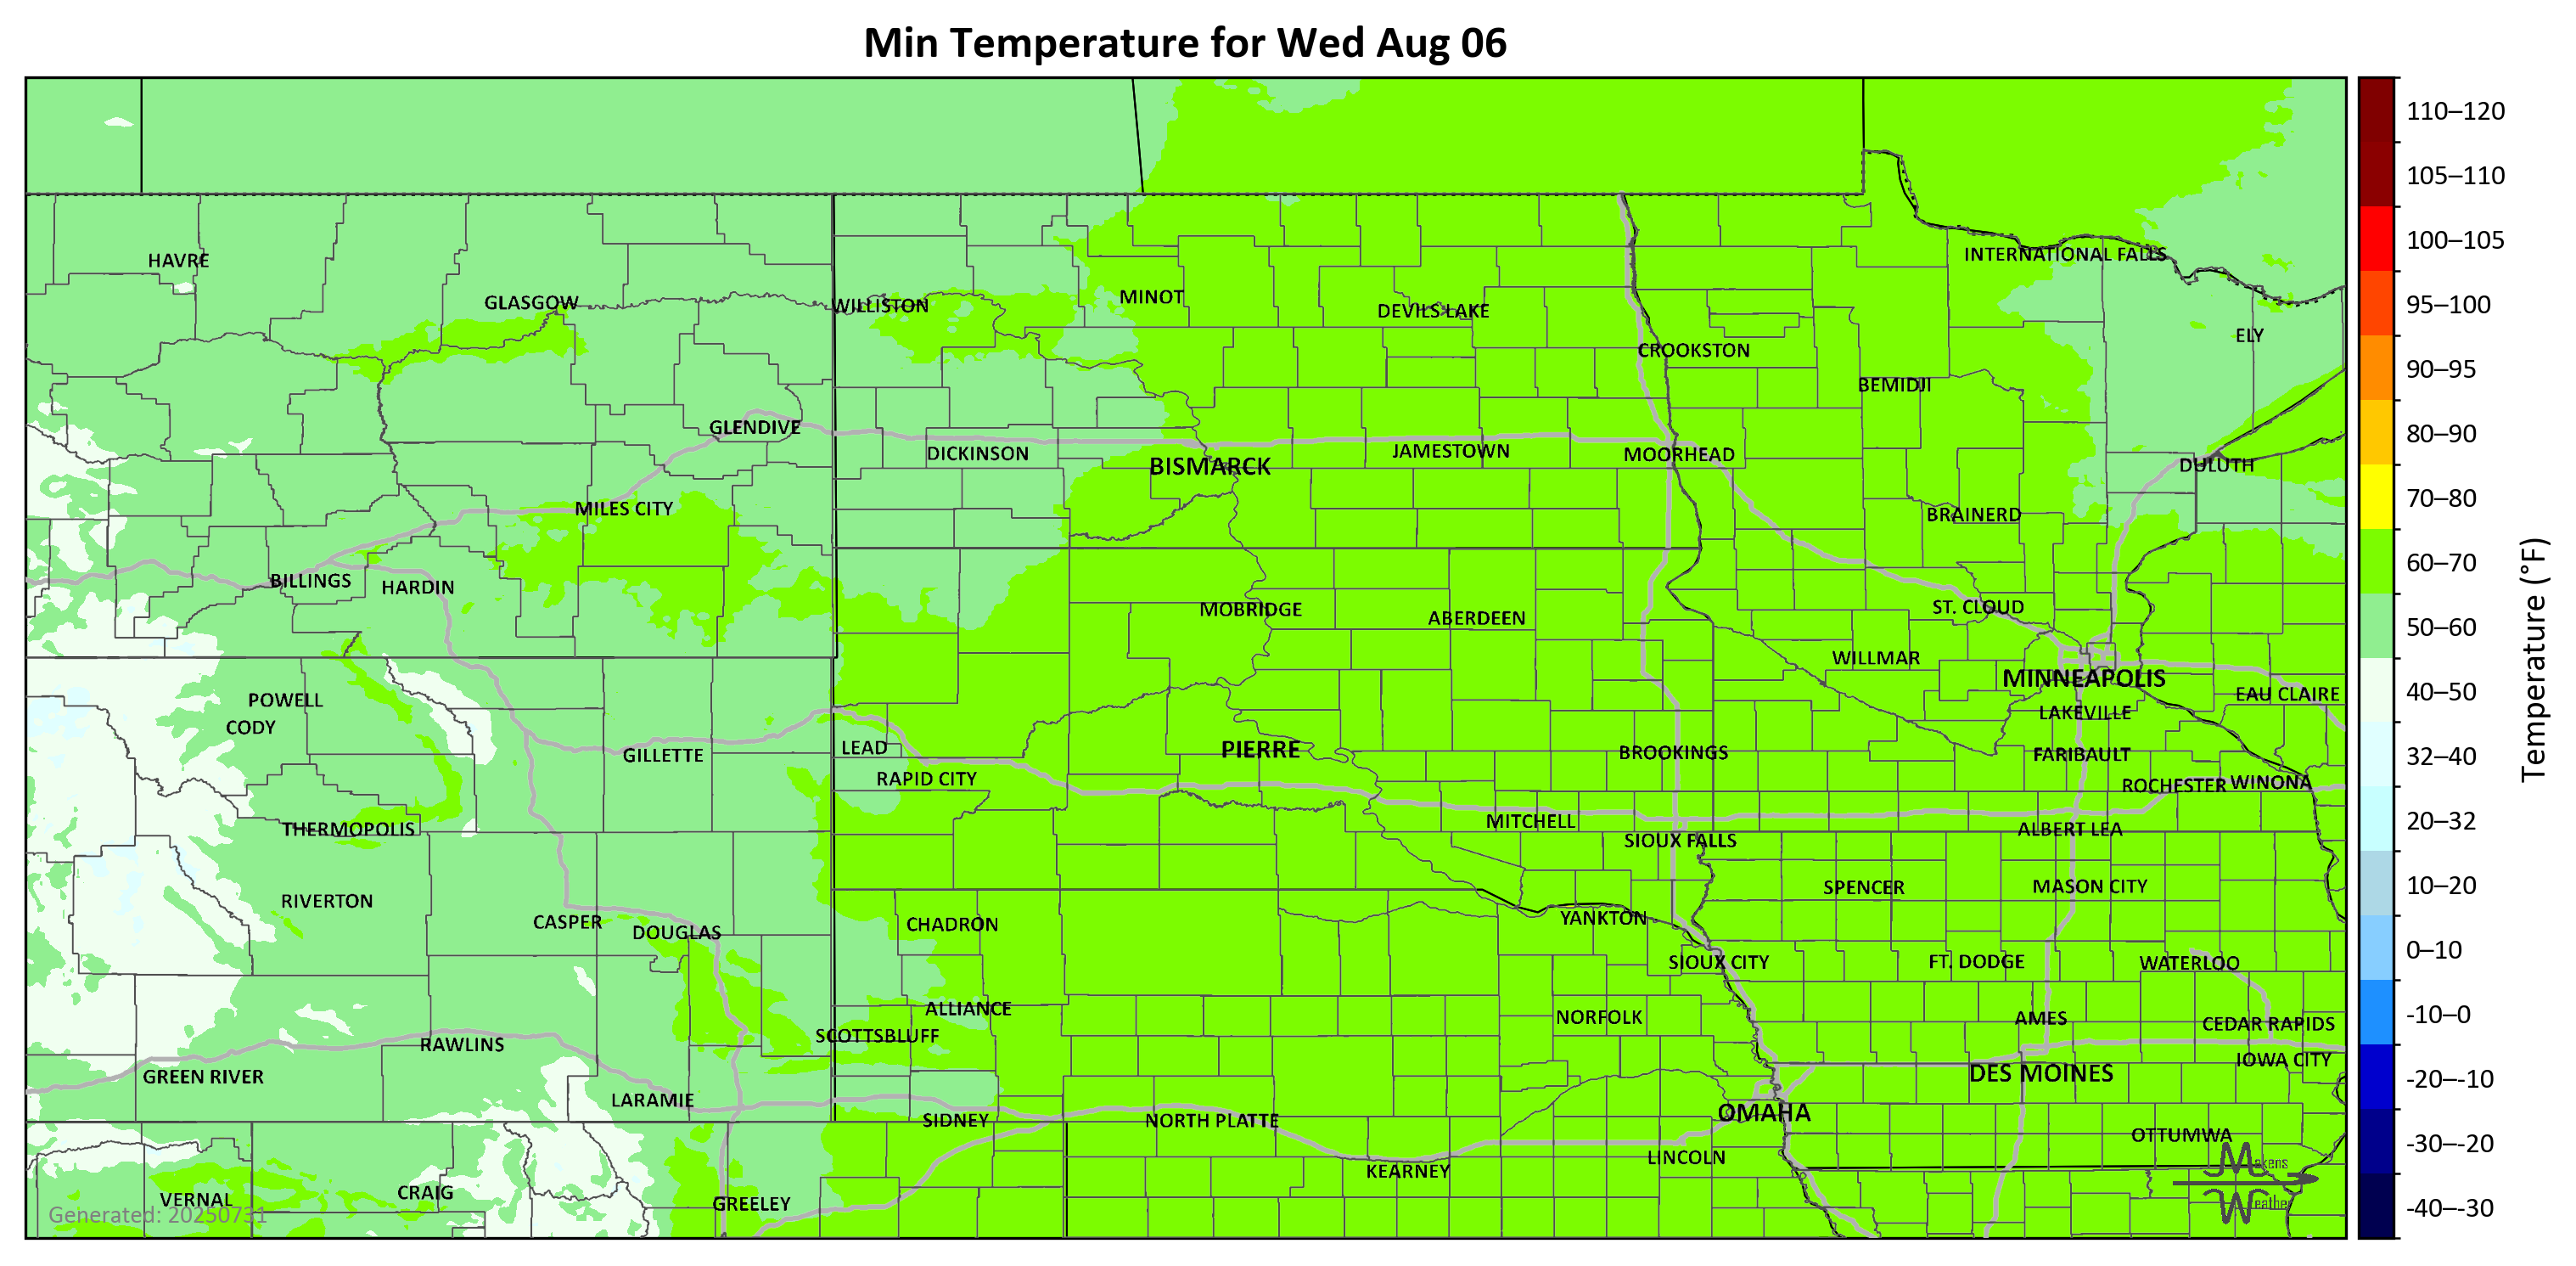 Min Temperature for Wed Aug 06
110–120
105–110
100–105
95–100
90–95
80–90
70–80
60–70
50–60
40–50
32–40
20–32
10–20
0–10
-10–0
-20–-10
-30–-20
-40–-30
Temperature (°F)
HAVRE
GLASGOW
WILLISTON
MINOT
DEVILS LAKE
INTERNATIONAL FALLS
CROOKSTON
BEMIDJI
ELY
GLENDIVE
DICKINSON
BISMARCK
JAMESTOWN
MOORHEAD
DULUTH
MILES CITY
BRAINERD
BILLINGS
HARDIN
MOBRIDGE
ABERDEEN
ST. CLOUD
WILLMAR
MINNEAPOLIS
EAU CLAIRE
POWELL
CODY
LAKEVILLE
GILLETTE
LEAD
PIERRE
BROOKINGS
FARIBAULT
RAPID CITY
ROCHESTER
WINONA
THERMOPOLIS
MITCHELL
SIOUX FALLS
ALBERT LEA
RIVERTON
SPENCER
MASON CITY
CASPER
DOUGLAS
CHADRON
YANKTON
SIOUX CITY
FT. DODGE
WATERLOO
ALLIANCE
SCOTTSBLUFF
NORFOLK
AMES
CEDAR RAPIDS
RAWLINS
IOWA CITY
GREEN RIVER
DES MOINES
LARAMIE
SIDNEY
NORTH PLATTE
OMAHA
OTTUMWA
LINCOLN
KEARNEY
VERNAL
CRAIG
GREELEY
Makens
Weather
Generated: 20250731